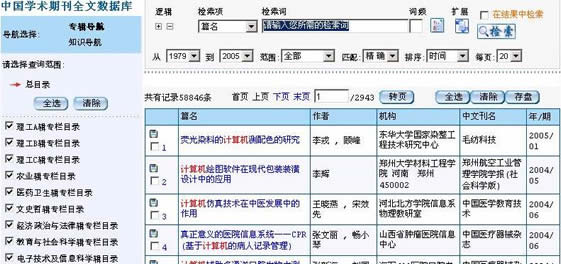 中国学术期刊全文数据库
导航选择: 专辑导航
知识导航
请选择查询范围:
总目录
全选 清除
理工A辑专栏目录
理工B辑专栏目录
理工C辑专栏目录
农业辑专栏目录
医药卫生辑专栏目录
文史哲辑专栏目录
经济政治与法律辑专栏目录
教育与社会科学辑专栏目录
电子技术及信息科学辑专栏目录
逻辑 检索项 检索词 词频 扩展 在结果中检索
篇名 请输入您所需的检索词 检索
从 1979 到 2005 范围: 全部 匹配: 精确 排序: 时间 每页: 20
共有记录58846条 首页 上页 下页 末页 1 /2943 转页 全选 清除 存盘
篇名 作者 机构 中文刊名 年/期
1 荧光染料的计算机测配色的研究 李戎 , 顾峰 东华大学国家染整工程技术研究中心 毛纺科技 2005/01
2 计算机绘图软件在现代包装装潢设计中的应用 李辉 郑州大学材料工程学院 河南 郑州 450002 郑州航空工业管理学院学报(社会科学版) 2004/05
3 计算机仿真技术在中医发展中的作用 王晓燕 , 宋效先 河北北方学院信息物理教研室 中国医学教育技术 2004/06
4 真正意义的医院信息系统——CPR(基于计算机的病人记录管理) 张文丽 , 畅小琴 山西省肿瘤医院信息中心 中国医疗器械杂志 2004/06